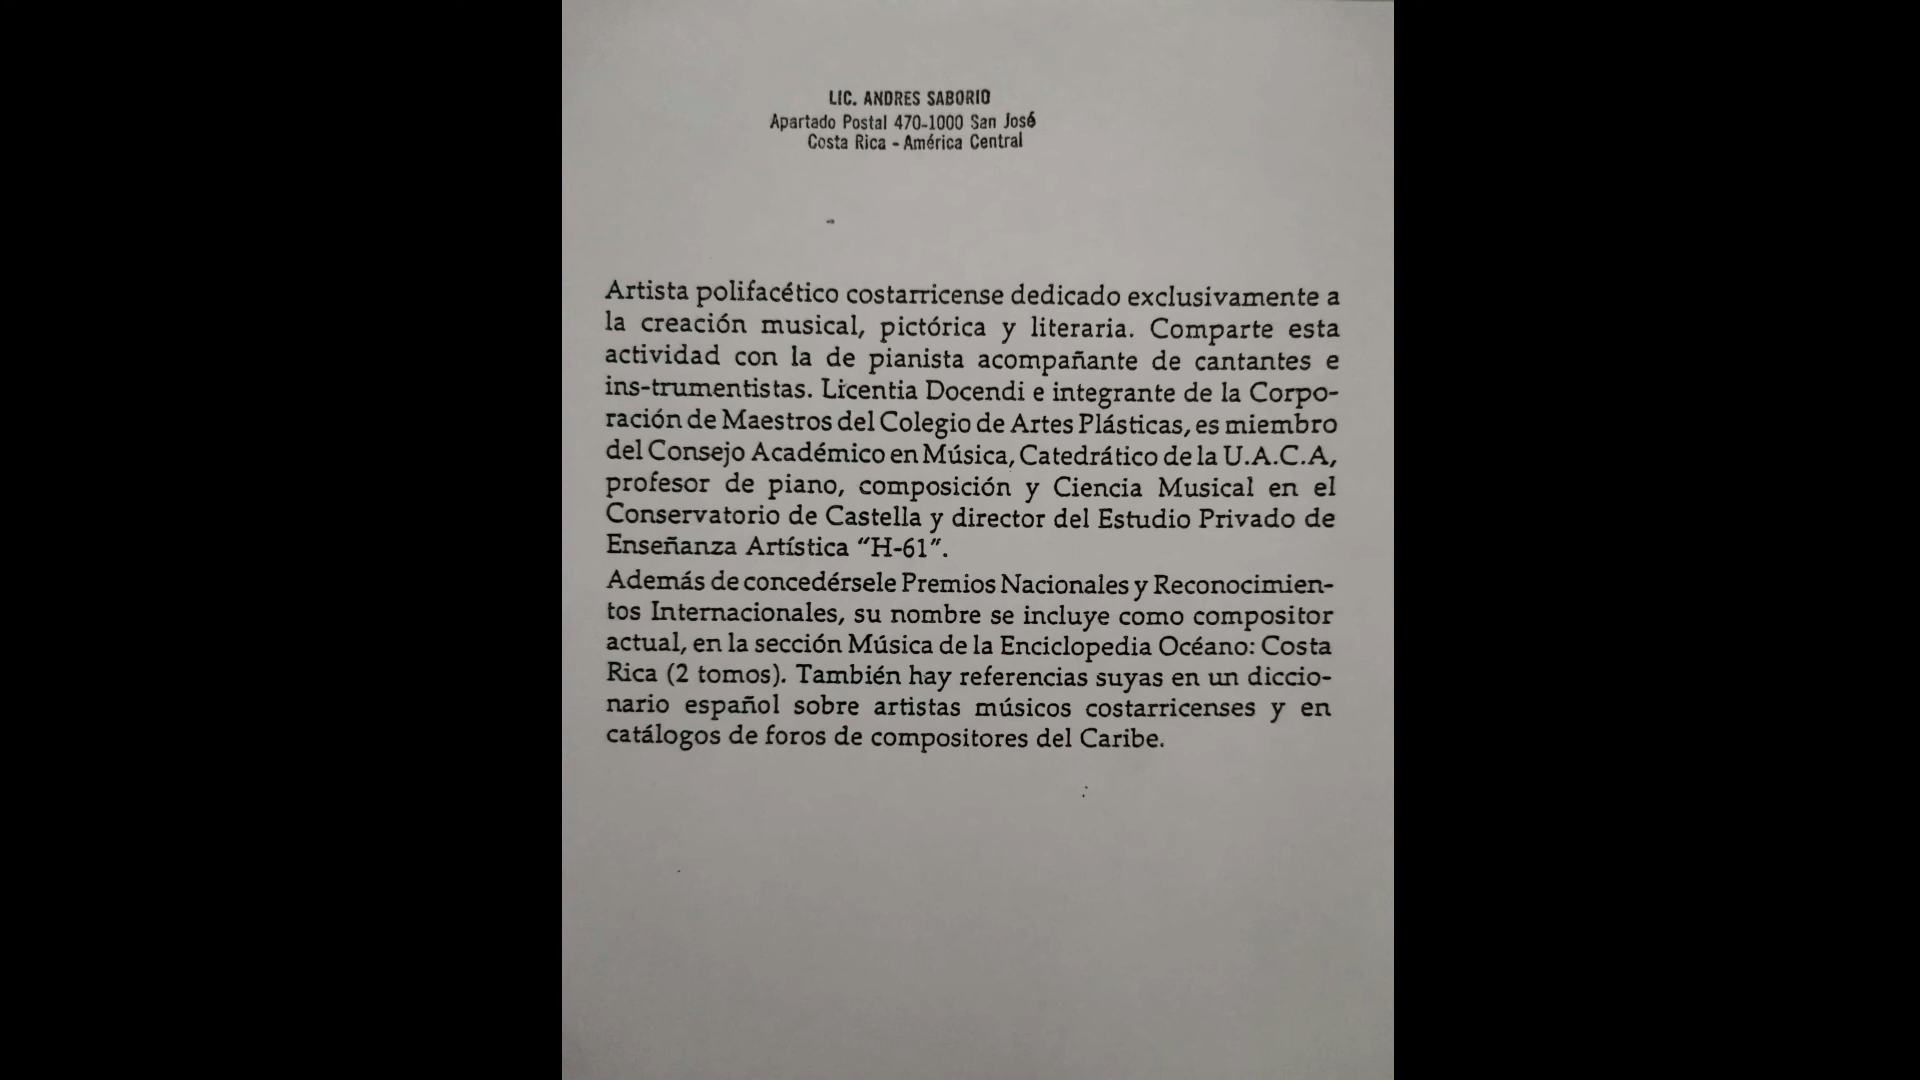 LIC. ANDRES SABORIO
Apartado Postal 470-1000 San José
Costa Rica - América Central
Artista polifacético costarricense dedicado exclusivamente a
la creación musical, pictórica y literaria. Comparte esta
actividad con la de pianista acompañante de cantantes e
ins-trumentistas. Licentia Docendi e integrante de la Corpo-
ración de Maestros del Colegio de Artes Plásticas, es miembro
del Consejo Académico en Música, Catedrático de la U.A.C.A,
profesor de piano, composición y Ciencia Musical en el
Conservatorio de Castella y director del Estudio Privado de
Enseñanza Artística “H-61”.
Además de concedérsele Premios Nacionales y Reconocimien-
tos Internacionales, su nombre se incluye como compositor
actual, en la sección Música de la Enciclopedia Océano: Costa
Rica (2 tomos). También hay referencias suyas en un diccio-
nario español sobre artistas músicos costarricenses y en
catálogos de foros de compositores del Caribe.